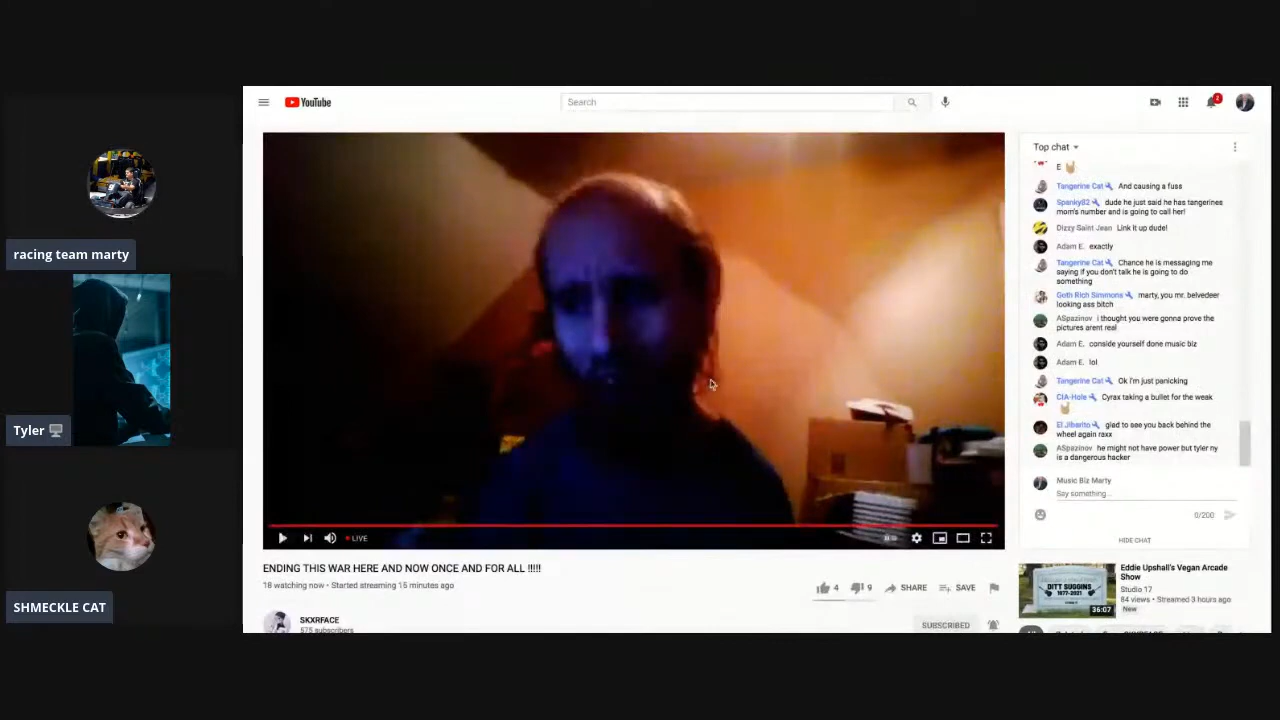 YouTube
Search
2
racing team marty
Tyler
SHMECKLE CAT
LIVE
ENDING THIS WAR HERE AND NOW ONCE AND FOR ALL !!!!!
18 watching now • Started streaming 15 minutes ago
4
9
SHARE
SAVE
SKXRFACE
575 subscribers
SUBSCRIBED
Top chat
E
Tangerine Cat And causing a fuss
Spanky82 dude he just said he has tangerines
mom's number and is going to call her!
Dizzy Saint Jean Link it up dude!
Adam E. exactly
Tangerine Cat Chance he is messaging me
saying if you don't talk he is going to do
something
Goth Rich Simmons marty, you mr. belvedeer
looking ass bitch
ASpazinov i thought you were gonna prove the
pictures arent real
Adam E. conside yourself done music biz
Adam E. lol
Tangerine Cat Ok i'm just panicking
CIA-Hole Cyrax taking a bullet for the weak
El Jiberito glad to see you back behind the
wheel again raxx
ASpazinov he might not have power but tyler ny
is a dangerous hacker
Music Biz Marty
Say something...
0/200
HIDE CHAT
DITT SUGGINS
1677-2021
36:07
Eddie Upshall's Vegan Arcade
Show
Studio 17
84 views • Streamed 3 hours ago
New